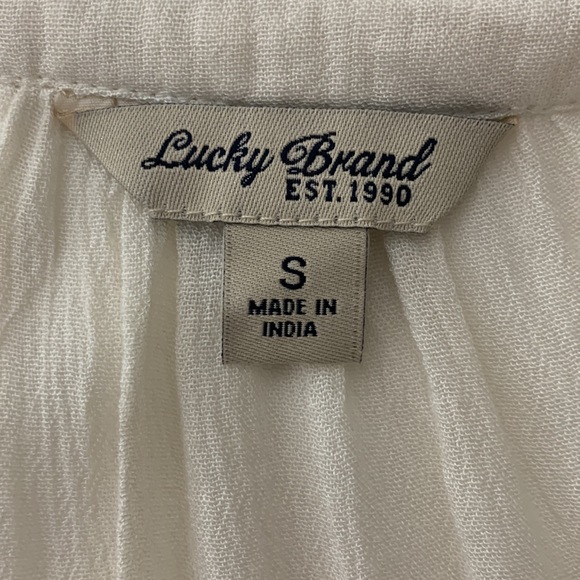 Lucky Brand
EST. 1990
S
MADE IN
INDIA